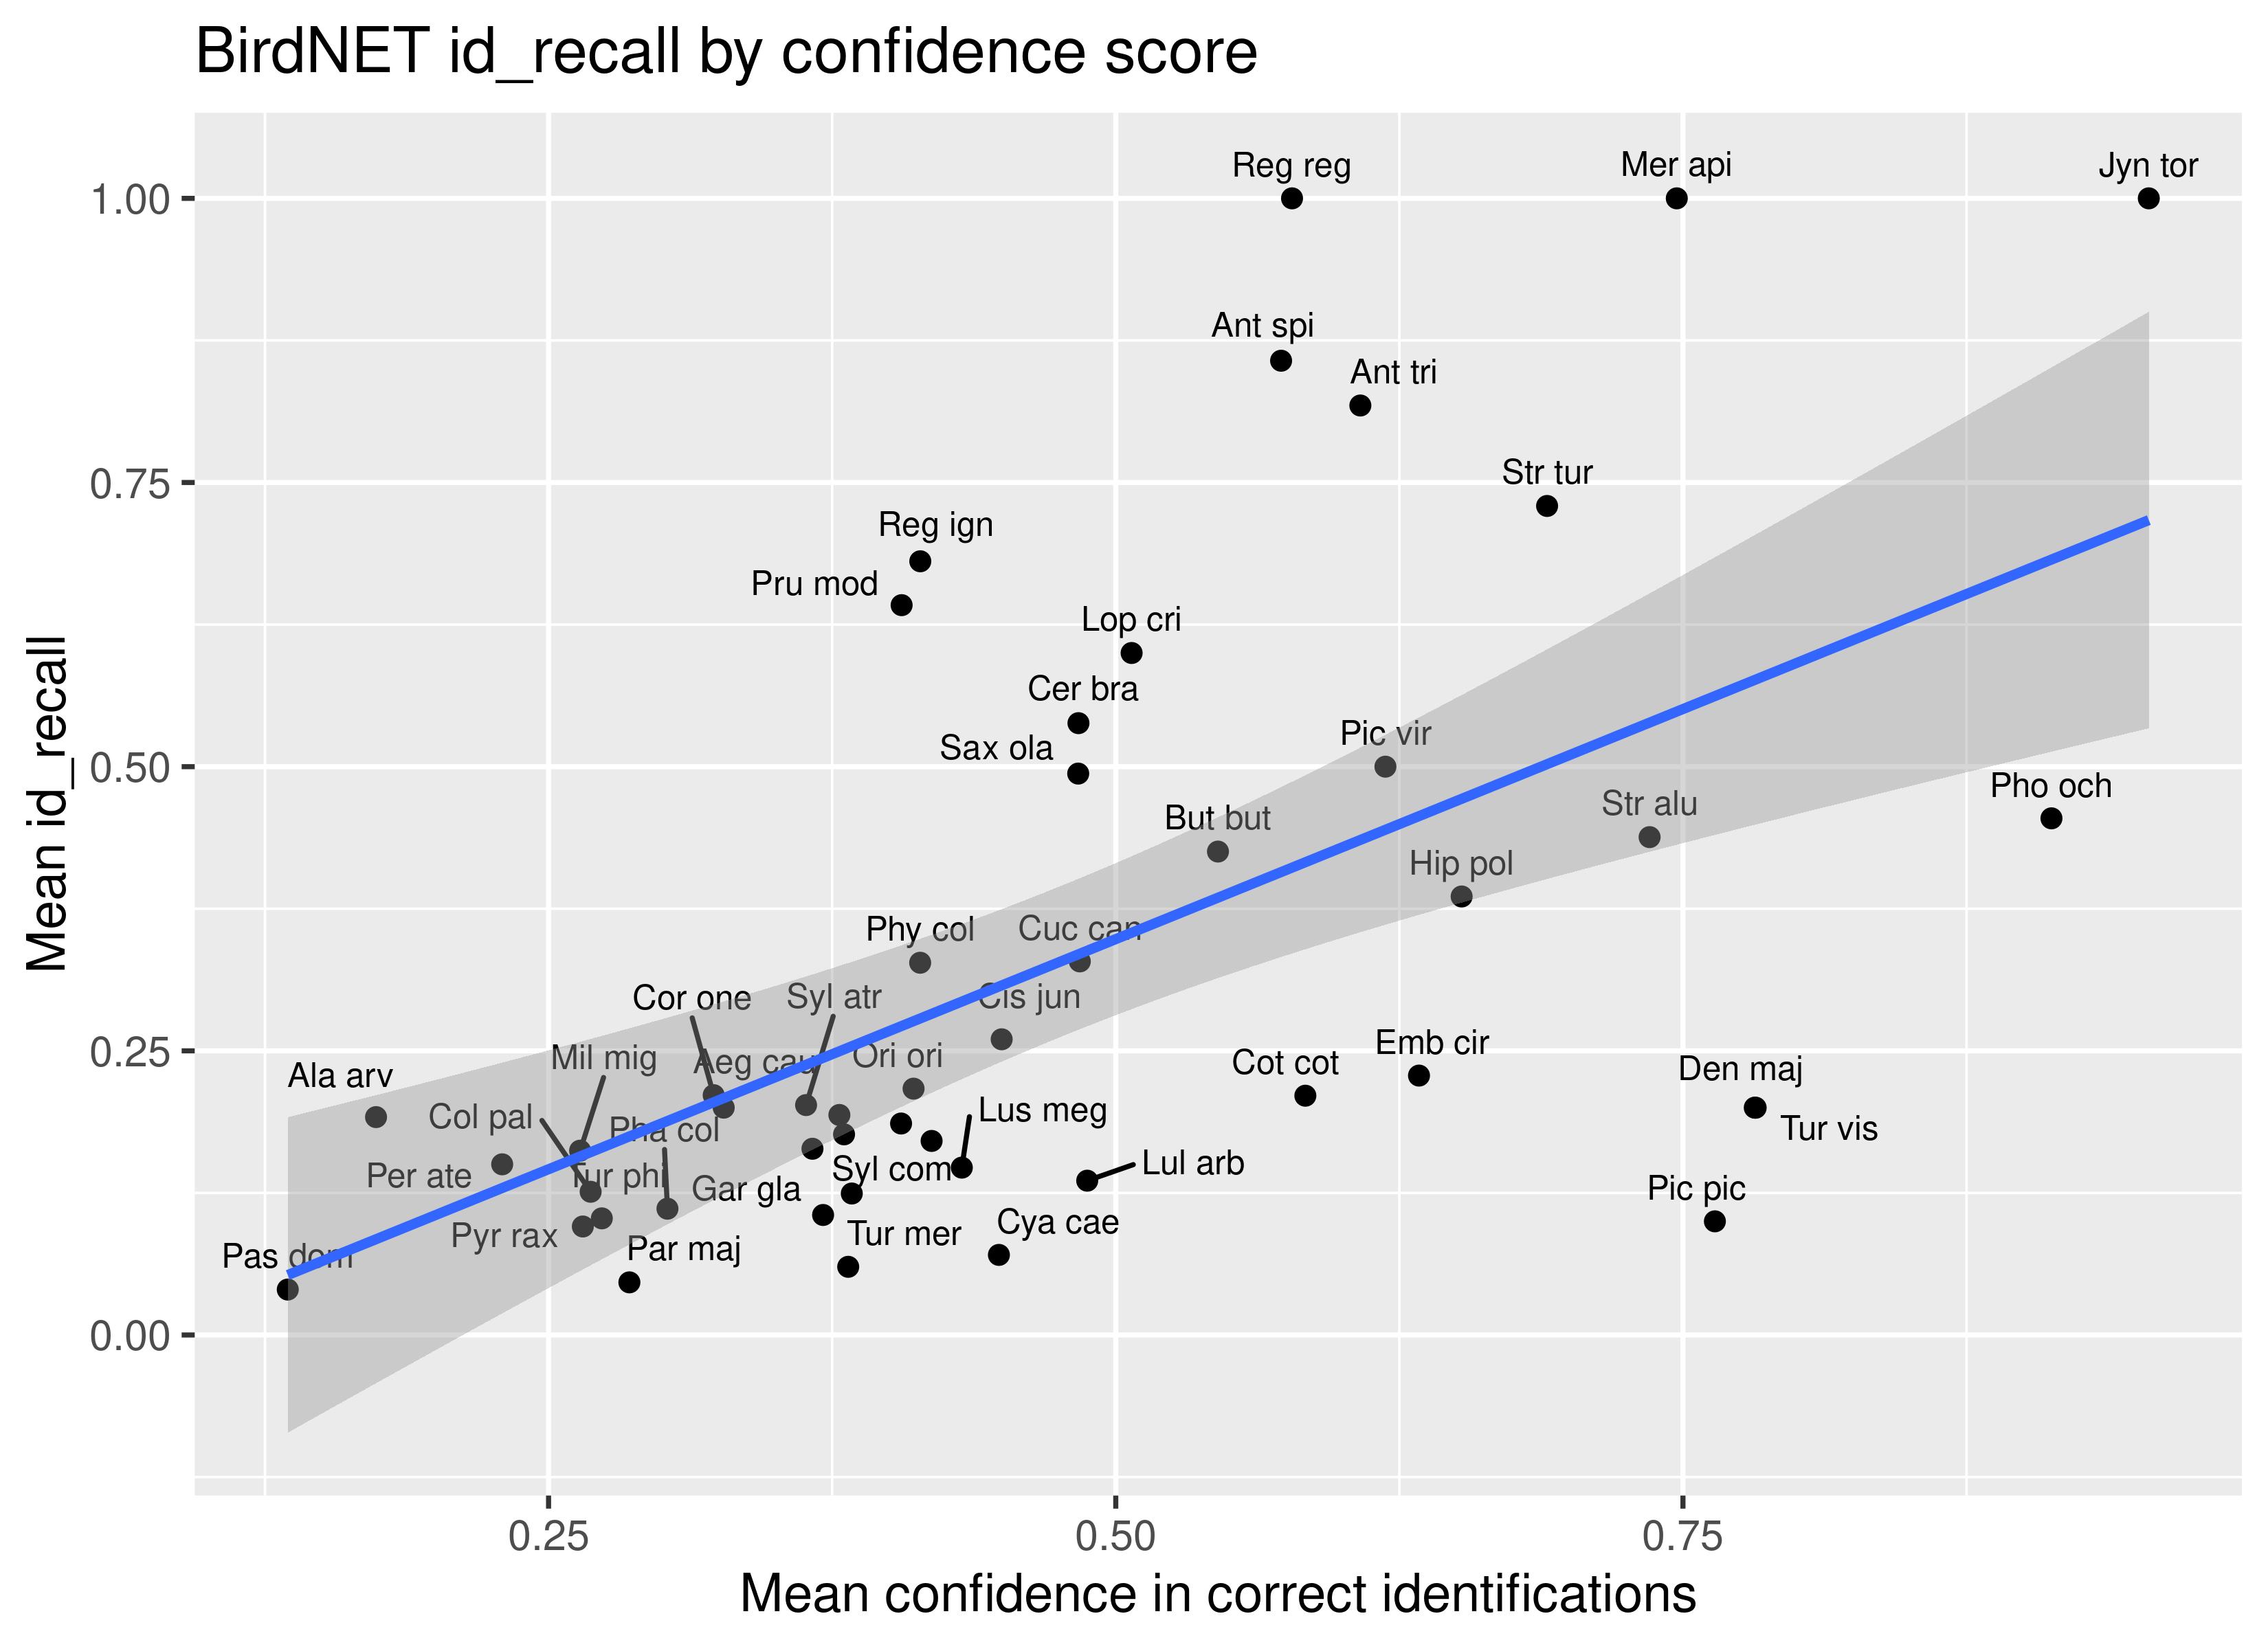 BirdNET id_recall by confidence score
Reg reg
Mer api
Jyn tor
1.00
Ant spi
Ant tri
Str tur
0.75
Reg ign
Pru mod
Lop cri
Cer bra
Pic vir
Sax ola
0.50
Pho och
Str alu
But but
Hip pol
Phy col
Cuc can
Cor one
Syl atr
Cis jun
0.25
Mil mig
Aeg cau
Ori ori
Emb cir
Cot cot
Den maj
Ala arv
Lus meg
Col pal
Pha col
Tur vis
Per ate
Tur phi
Syl com
Lul arb
Gar gla
Pic pic
Pyr rax
Cya cae
Tur mer
Par maj
Pas dom
0.00
0.25
0.50
0.75
Mean confidence in correct identifications
Mean id_recall